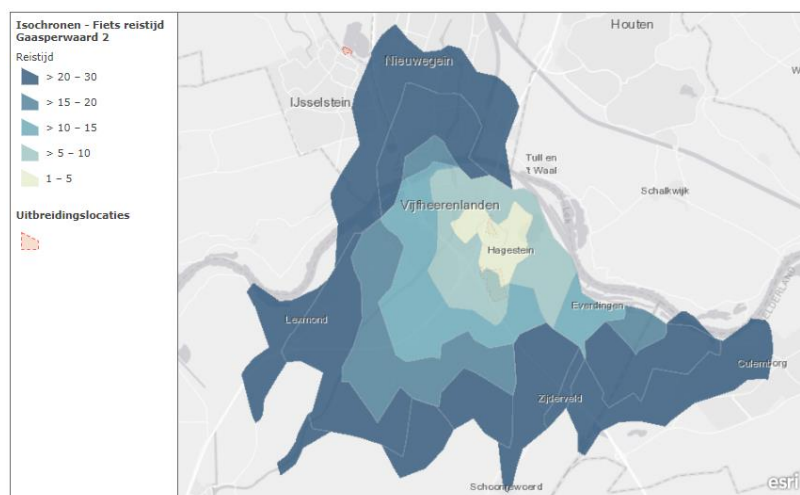 Isochronen - Fiets reistijd
Gaasperwaard 2
Reistijd
> 20 – 30
> 15 – 20
> 10 – 15
> 5 – 10
1 – 5
Uitbreidingslocaties
Houten
Nieuwegein
IJsselstein
Tull en
't Waal
Schalkwijk
Vijfheerenlanden
Hagestein
Everdingen
Lexmond
Culemborg
Zijderveld
Schoonrewoerd
esri